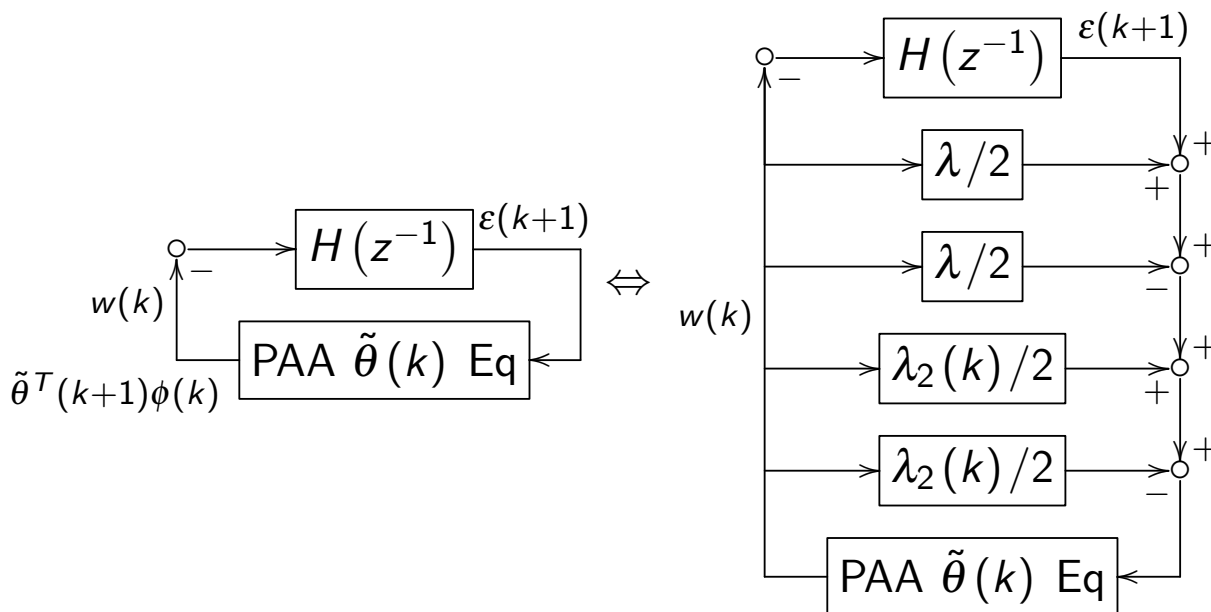 H(z⁻¹)
ε(k+1)
−
w(k)
PAA θ̃(k) Eq
θ̃ᵀ(k+1)ϕ(k)
⇔
H(z⁻¹)
ε(k+1)
−
+
λ/2
+
+
λ/2
−
w(k)
+
λ₂(k)/2
+
+
λ₂(k)/2
−
PAA θ̃(k) Eq